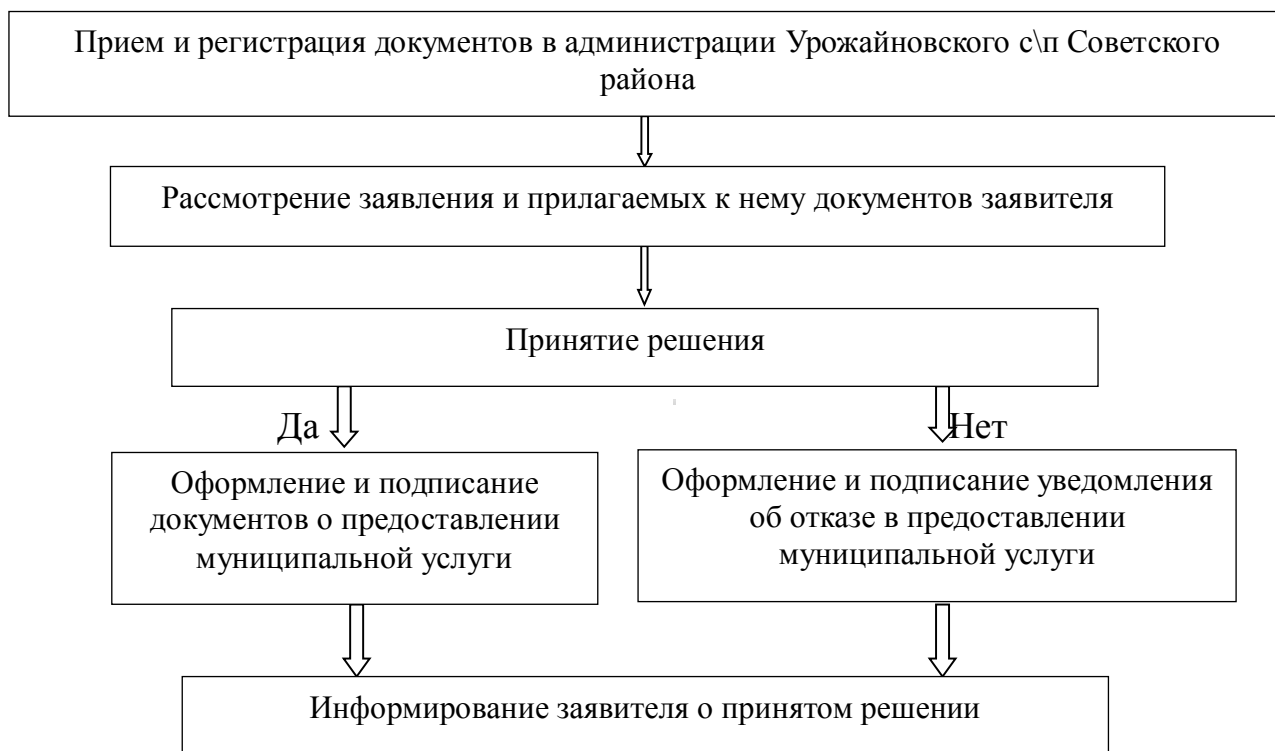 Прием и регистрация документов в администрации Урожайновского с\п Советского
района
Рассмотрение заявления и прилагаемых к нему документов заявителя
Принятие решения
Да
Нет
Оформление и подписание
документов о предоставлении
муниципальной услуги
Оформление и подписание уведомления
об отказе в предоставлении
муниципальной услуги
Информирование заявителя о принятом решении